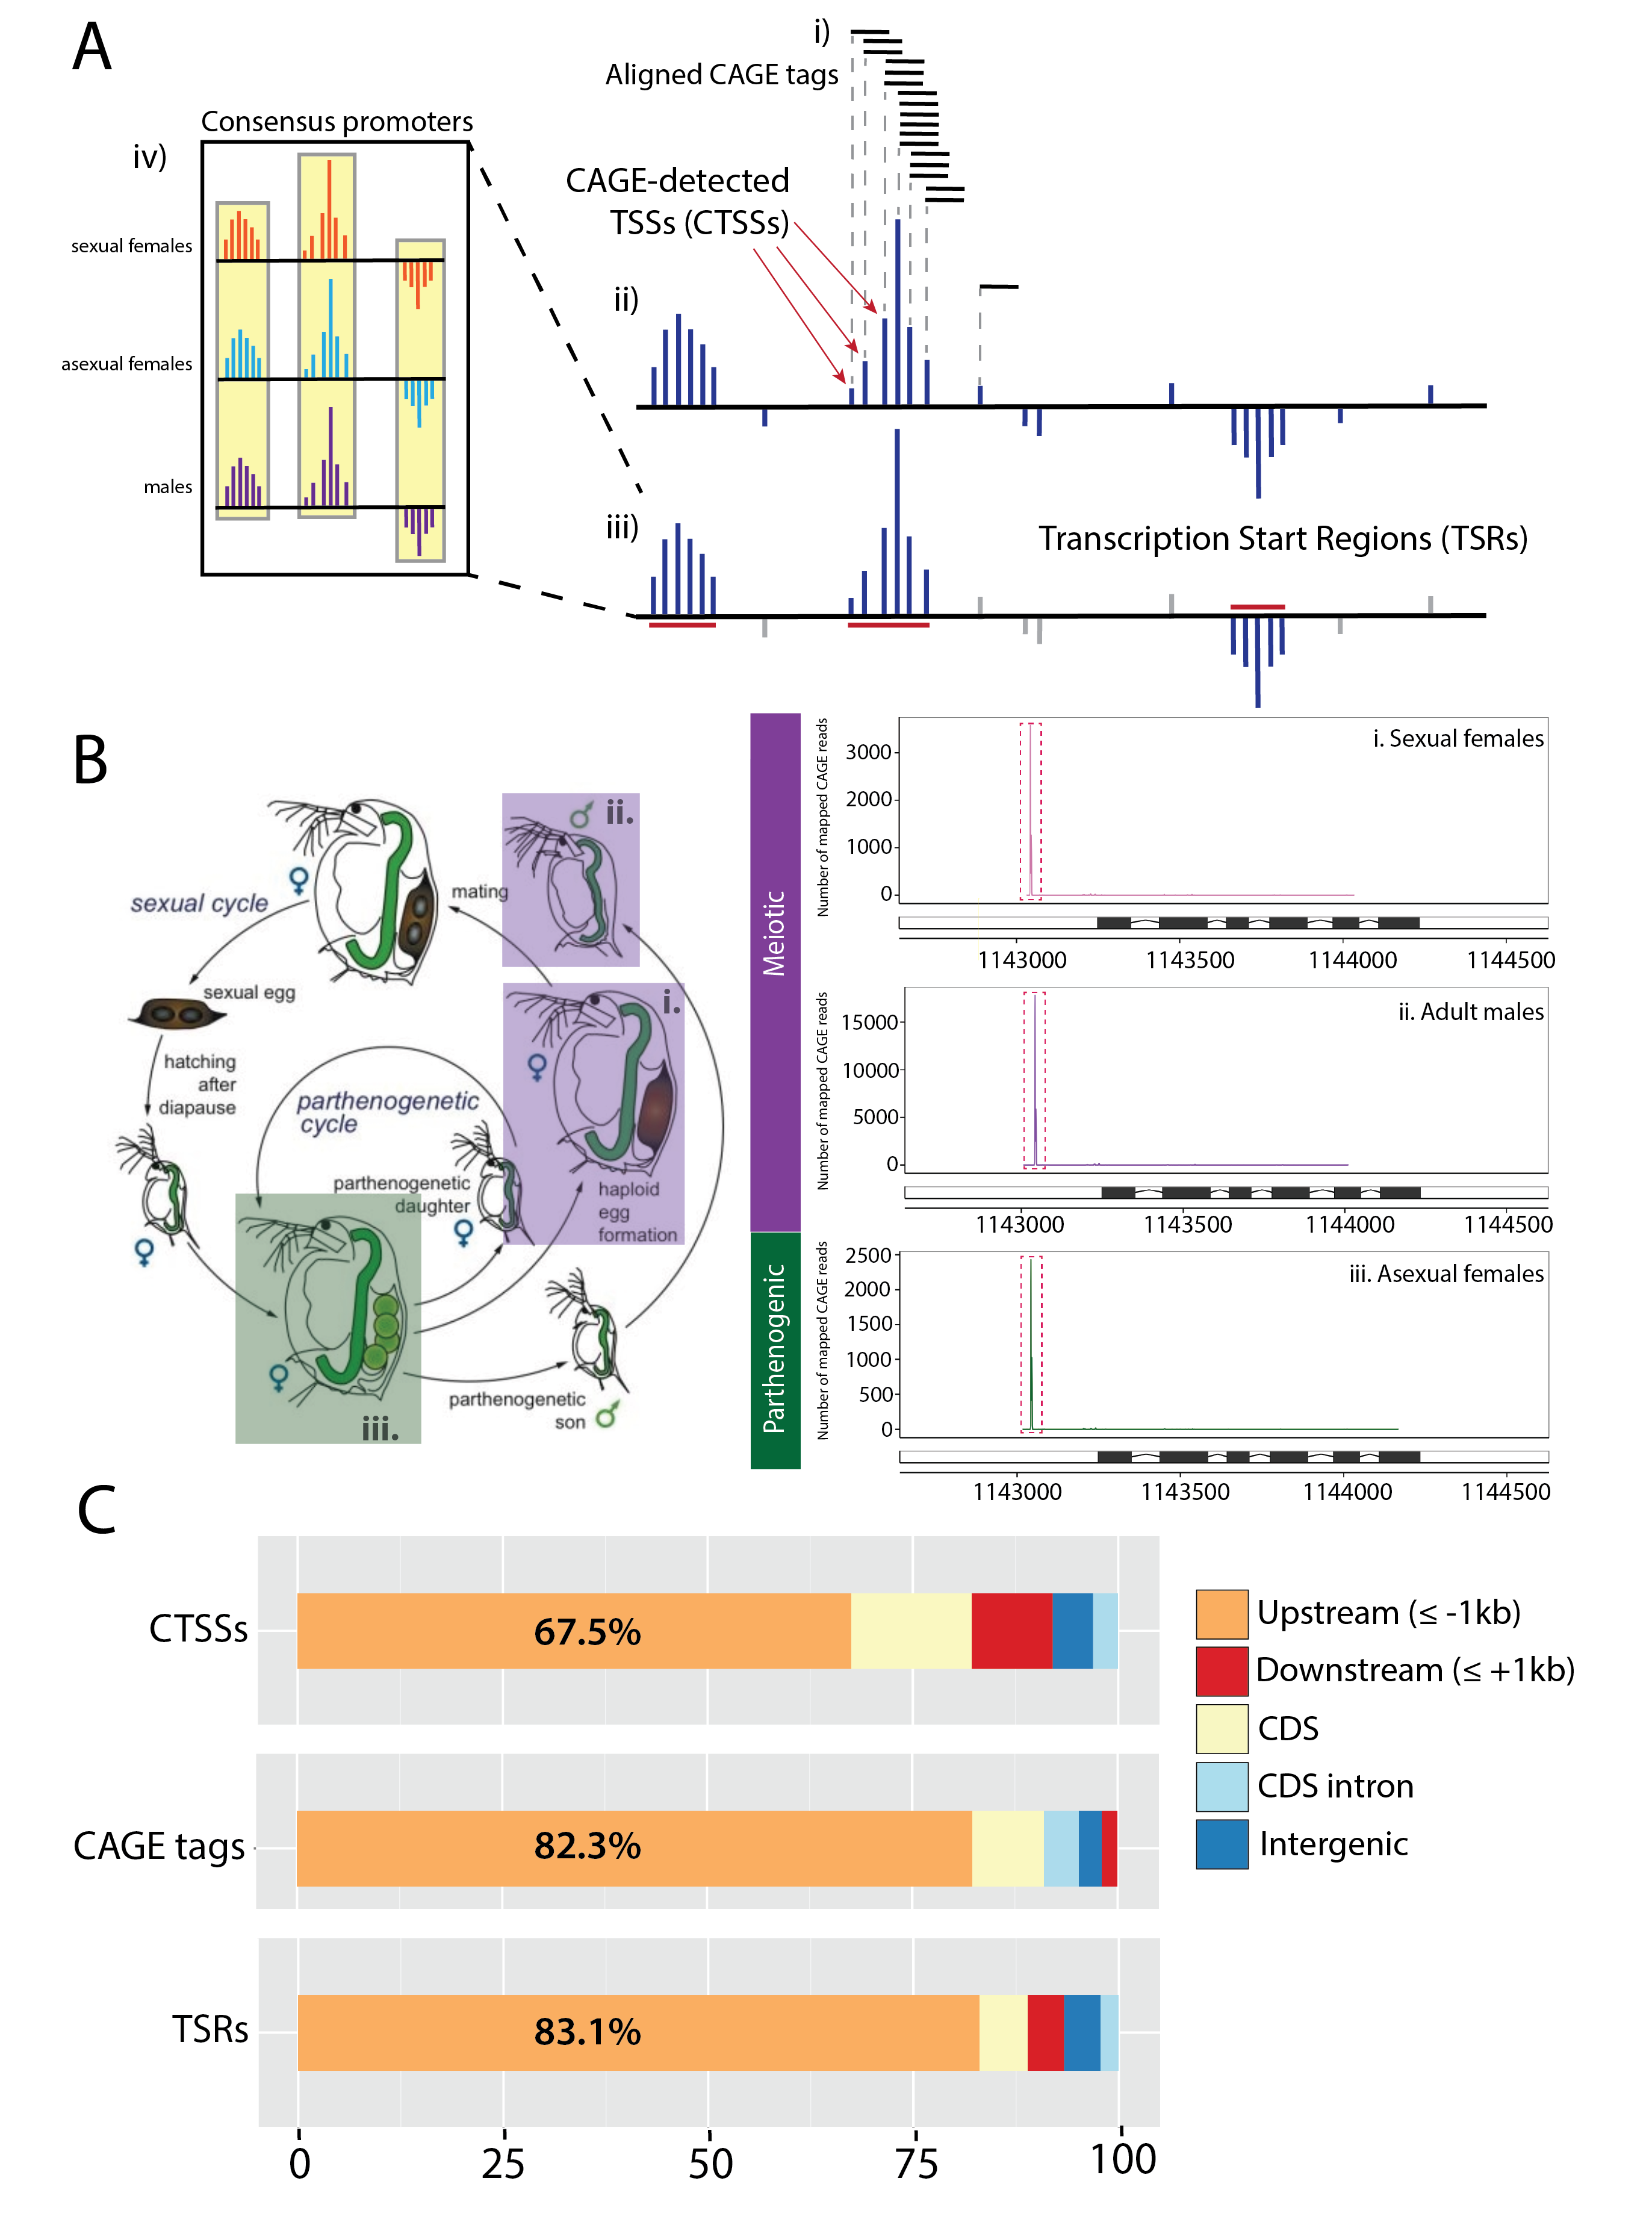 A
i)
Aligned CAGE tags
Consensus promoters
iv)
CAGE-detected
TSSs (CTSSs)
sexual females
ii)
asexual females
males
iii)
Transcription Start Regions (TSRs)
B
♂ ii.
mating
♀
sexual cycle
sexual egg
i.
♀
hatching
after
diapause
parthenogenetic
cycle
parthenogenetic
daughter
♀
haploid
egg
formation
♀
♀
iii.
parthenogenetic
son ♂
Meiotic
Parthenogenic
Number of mapped CAGE reads
i. Sexual females
3000
2000
1000
0
1143000 1143500 1144000 1144500
Number of mapped CAGE reads
ii. Adult males
15000
10000
5000
0
1143000 1143500 1144000 1144500
Number of mapped CAGE reads
iii. Asexual females
2500
2000
1500
1000
500
0
1143000 1143500 1144000 1144500
C
CTSSs
67.5%
CAGE tags
82.3%
TSRs
83.1%
0 25 50 75 100
Upstream (≤ -1kb)
Downstream (≤ +1kb)
CDS
CDS intron
Intergenic